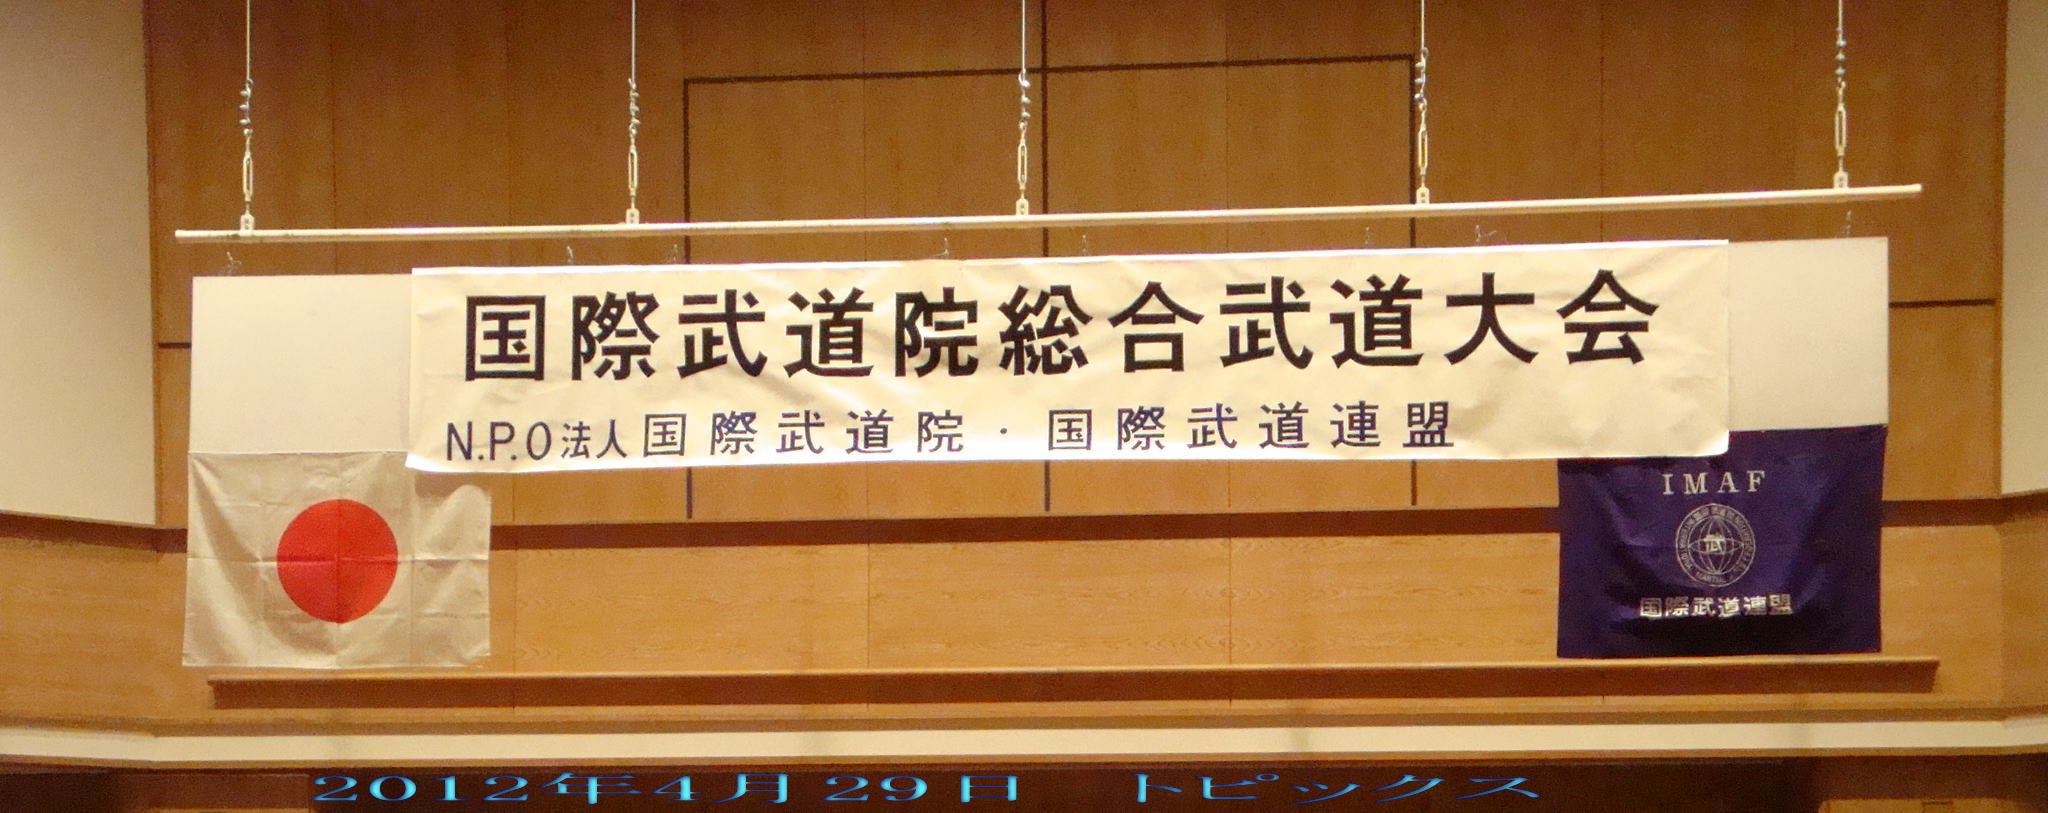 国際武道院総合武道大会
N.P.O法人国際武道院・国際武道連盟
IMAF
国際武道連盟
2012年4月29日 トピックス